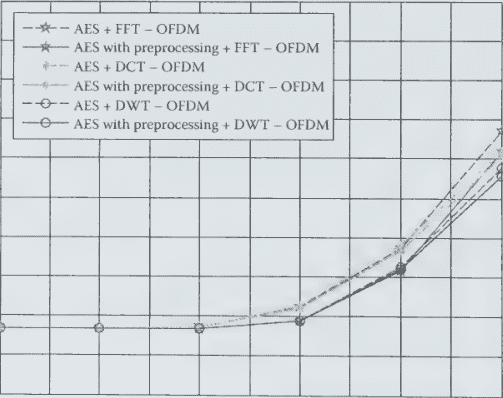 AES + FFT – OFDM
AES with preprocessing + FFT – OFDM
AES + DCT – OFDM
AES with preprocessing + DCT – OFDM
AES + DWT – OFDM
AES with preprocessing + DWT – OFDM